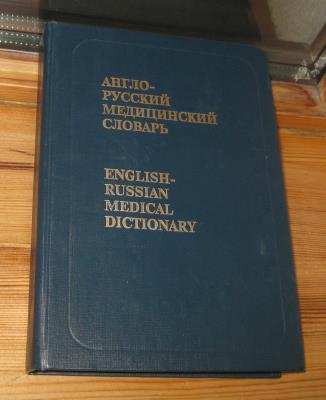 АНГЛО-
РУССКИЙ
МЕДИЦИНСКИЙ
СЛОВАРЬ
ENGLISH-
RUSSIAN
MEDICAL
DICTIONARY